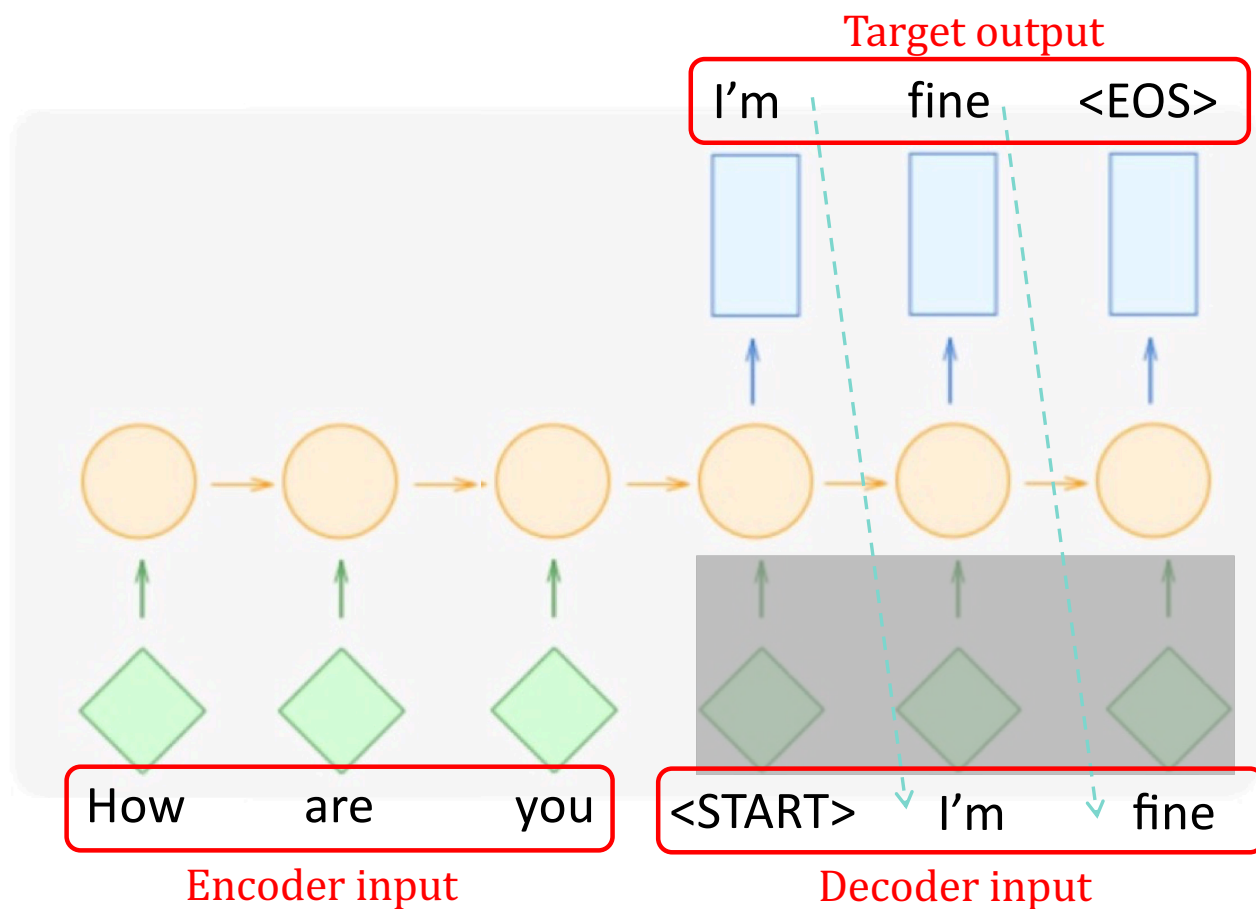 Target output
I'm fine <EOS>
How are you <START> I'm fine
Encoder input Decoder input